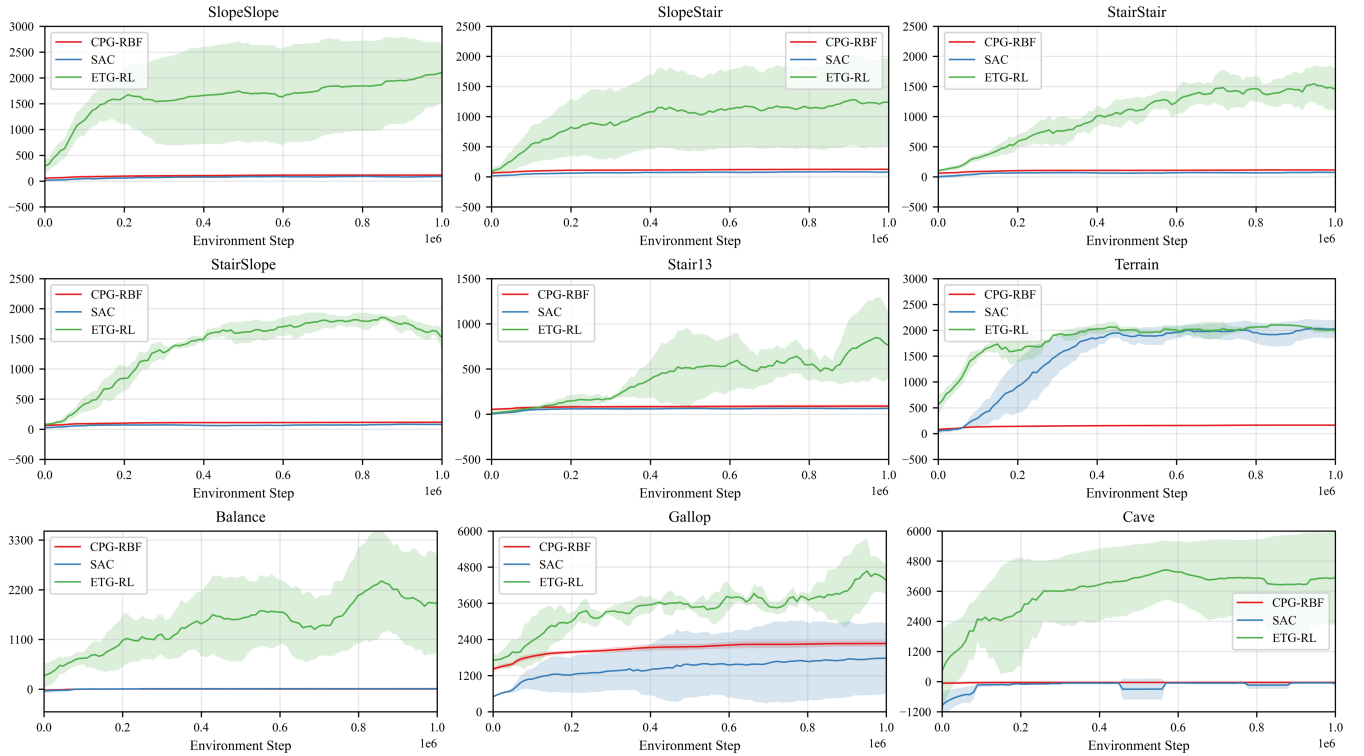 SlopeSlope
3000
2500
2000
1500
1000
500
0
−500
CPG-RBF
SAC
ETG-RL
0.0 0.2 0.4 0.6 0.8 1.0
Environment Step
1e6
SlopeStair
2500
2000
1500
1000
500
0
−500
CPG-RBF
SAC
ETG-RL
0.0 0.2 0.4 0.6 0.8 1.0
Environment Step
1e6
StairStair
2500
2000
1500
1000
500
0
−500
CPG-RBF
SAC
ETG-RL
0.0 0.2 0.4 0.6 0.8 1.0
Environment Step
1e6
StairSlope
2500
2000
1500
1000
500
0
−500
CPG-RBF
SAC
ETG-RL
0.0 0.2 0.4 0.6 0.8 1.0
Environment Step
1e6
Stair13
1500
1000
500
0
−500
CPG-RBF
SAC
ETG-RL
0.0 0.2 0.4 0.6 0.8 1.0
Environment Step
1e6
Terrain
3000
2500
2000
1500
1000
500
0
−500
CPG-RBF
SAC
ETG-RL
0.0 0.2 0.4 0.6 0.8 1.0
Environment Step
1e6
Balance
3300
2200
1100
0
CPG-RBF
SAC
ETG-RL
0.0 0.2 0.4 0.6 0.8 1.0
Environment Step
1e6
Gallop
6000
4800
3600
2400
1200
0
CPG-RBF
SAC
ETG-RL
0.0 0.2 0.4 0.6 0.8 1.0
Environment Step
1e6
Cave
6000
4800
3600
2400
1200
0
−1200
CPG-RBF
SAC
ETG-RL
0.0 0.2 0.4 0.6 0.8 1.0
Environment Step
1e6